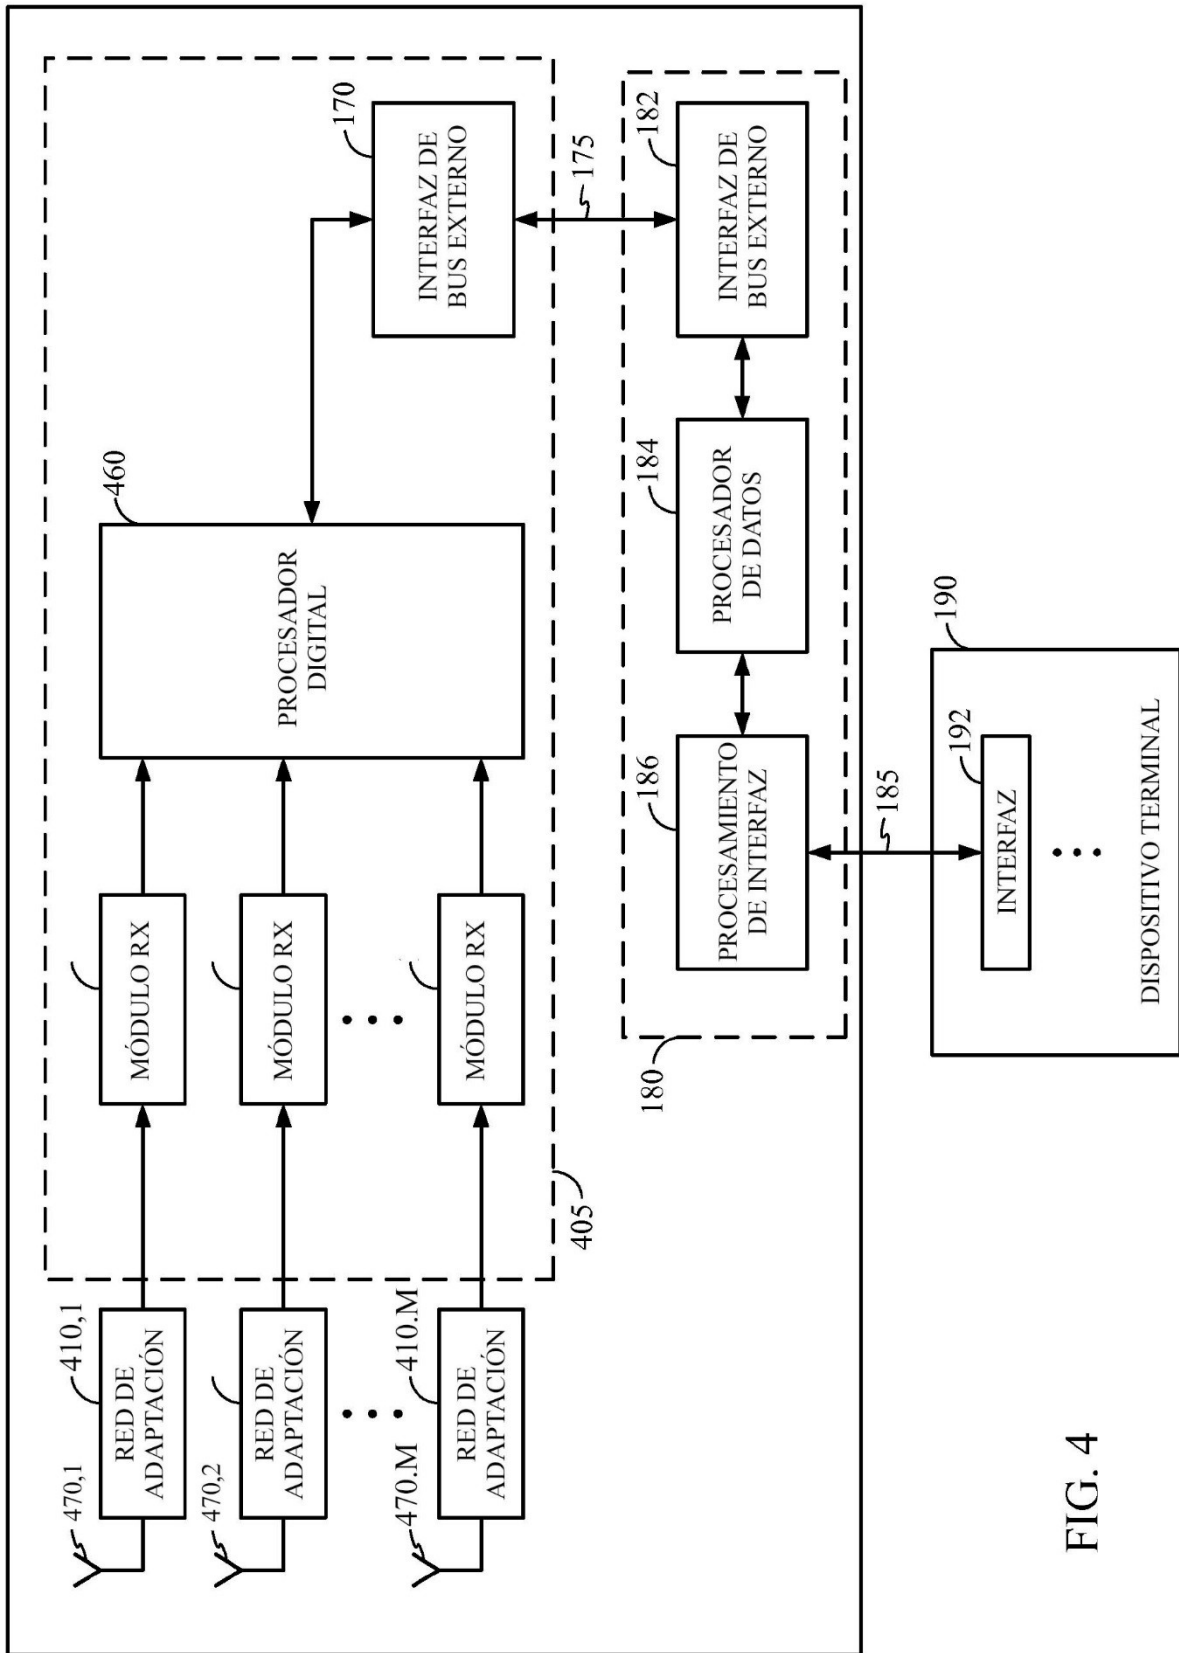 470,1
410,1
RED DE
ADAPTACIÓN
MÓDULO RX
470,2
RED DE
ADAPTACIÓN
MÓDULO RX
470.M
410.M
RED DE
ADAPTACIÓN
MÓDULO RX
460
PROCESADOR
DIGITAL
170
INTERFAZ DE
BUS EXTERNO
405
175
180
186
PROCESAMIENTO
DE INTERFAZ
184
PROCESADOR
DE DATOS
182
INTERFAZ DE
BUS EXTERNO
185
190
192
INTERFAZ
DISPOSITIVO TERMINAL
FIG. 4